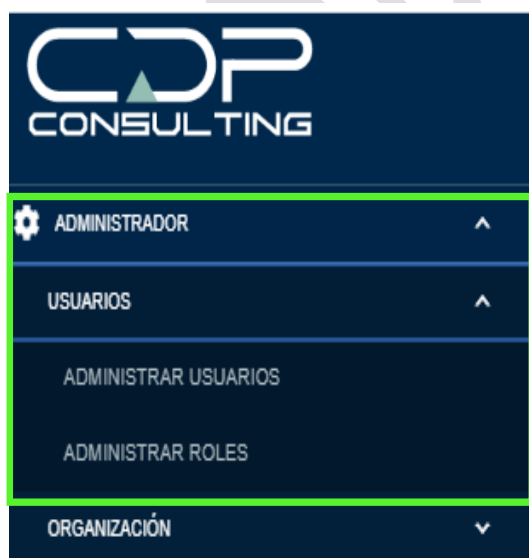 CDP
CONSULTING
ADMINISTRADOR
USUARIOS
ADMINISTRAR USUARIOS
ADMINISTRAR ROLES
ORGANIZACIÓN